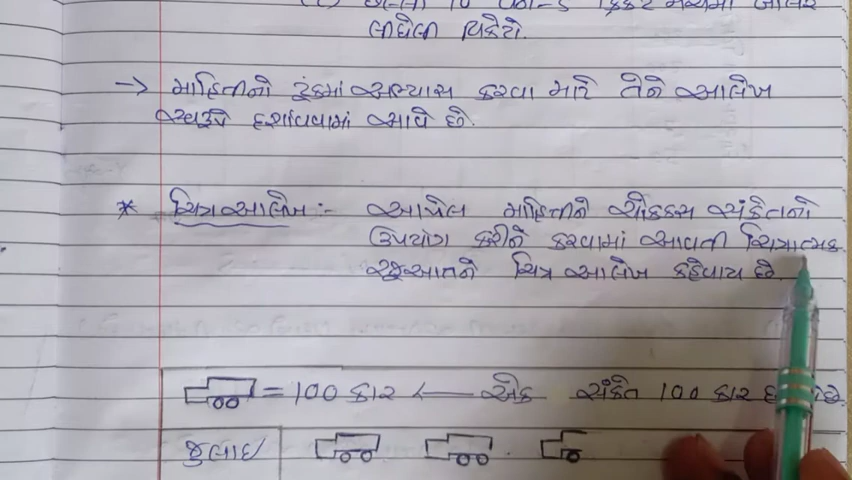 લીધેલી વિકેટો.
→ માહિતીનો ટૂંકમાં અભ્યાસ કરવા માટે તેને આલેખ
સ્વરૂપે દર્શાવવામાં આવે છે.
* ચિત્રઆલેખ :- આપેલ માહિતીને ચોક્કસ સંકેતનો
ઉપયોગ કરીને કરવામાં આવતી ચિત્રાત્મક
રજુઆતને ચિત્ર આલેખ કહેવાય છે.
= 100 કાર ← એક સંકેત 100 કાર
જુલાઇ